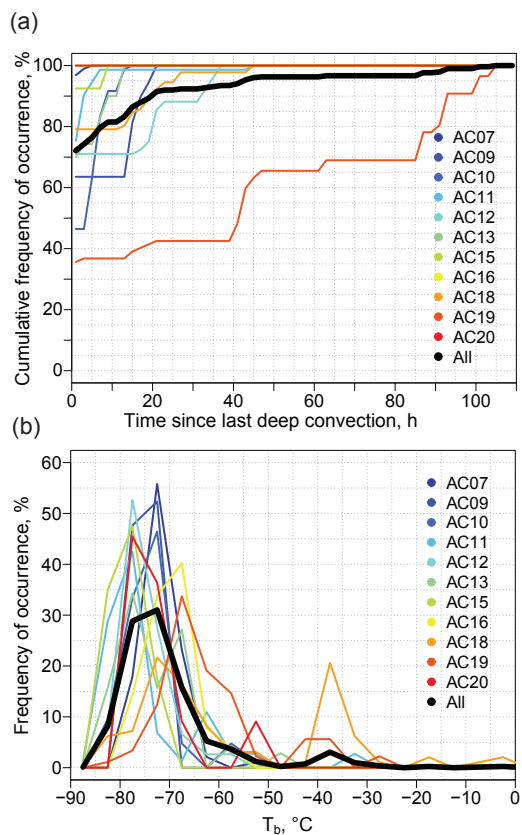 (a)
Cumulative frequency of occurrence, %
100
80
60
40
20
0
AC07
AC09
AC10
AC11
AC12
AC13
AC15
AC16
AC18
AC19
AC20
All
0 20 40 60 80 100
Time since last deep convection, h
(b)
Frequency of occurrence, %
60
50
40
30
20
10
0
AC07
AC09
AC10
AC11
AC12
AC13
AC15
AC16
AC18
AC19
AC20
All
−90 −80 −70 −60 −50 −40 −30 −20 −10 0
Tb, °C